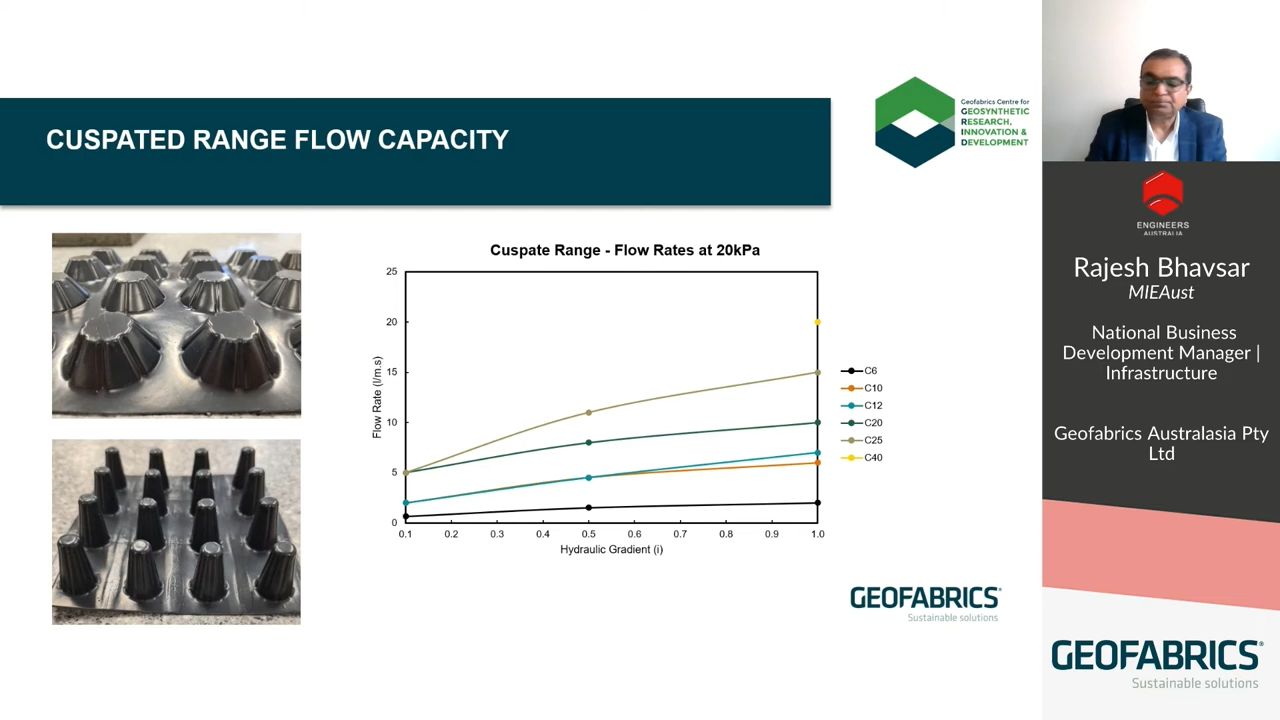 CUSPATED RANGE FLOW CAPACITY
Geofabrics Centre for
GEOSYNTHETIC
RESEARCH,
INNOVATION &
DEVELOPMENT
Cuspate Range - Flow Rates at 20kPa
25
20
15
10
5
0
Flow Rate (l/m.s)
0.1 0.2 0.3 0.4 0.5 0.6 0.7 0.8 0.9 1.0
Hydraulic Gradient (i)
C6
C10
C12
C20
C25
C40
GEOFABRICS®
Sustainable solutions
ENGINEERS
AUSTRALIA
Rajesh Bhavsar
MIEAust
National Business
Development Manager |
Infrastructure
Geofabrics Australasia Pty
Ltd
GEOFABRICS®
Sustainable solutions